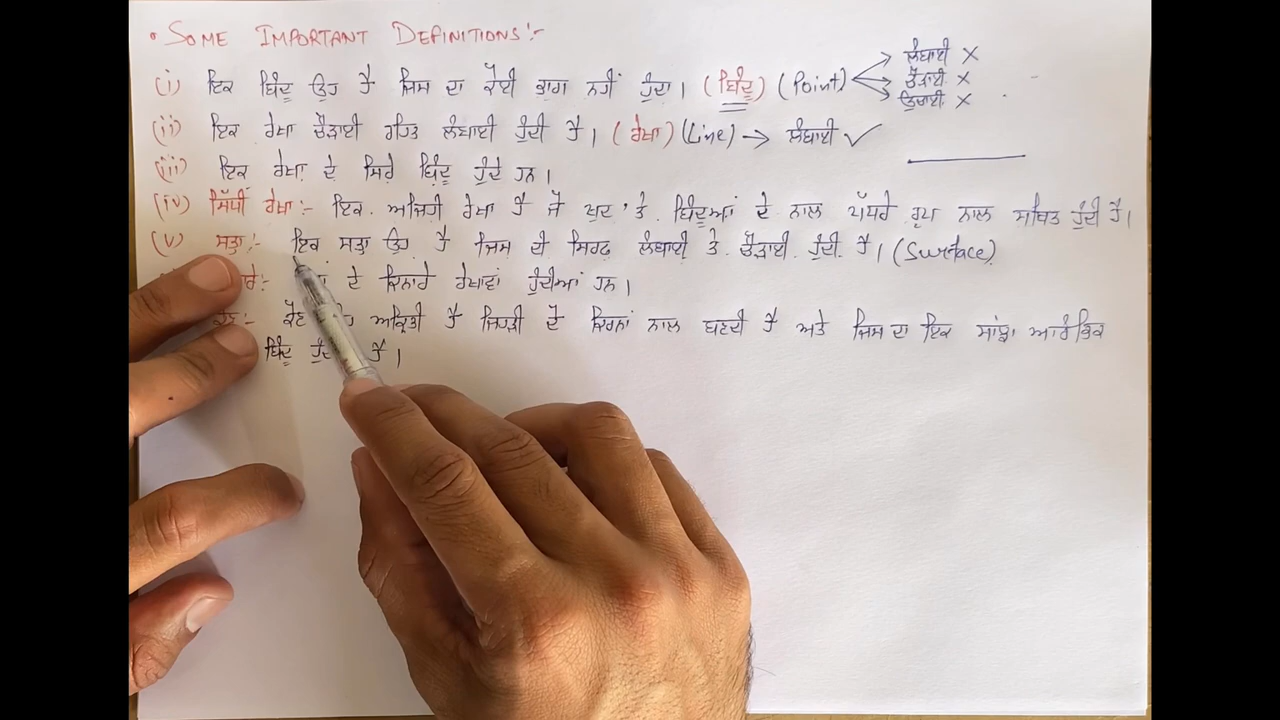 • SOME IMPORTANT DEFINITIONS:-
(i) ਇਕ ਬਿੰਦੂ ਉਹ ਹੈ ਜਿਸ ਦਾ ਕੋਈ ਭਾਗ ਨਹੀਂ ਹੁੰਦਾ। (ਬਿੰਦੂ) (Point)
ਲੰਬਾਈ ×
ਚੌੜਾਈ ×
ਉਚਾਈ ×
(ii) ਇਕ ਰੇਖਾ ਚੌੜਾਈ ਰਹਿਤ ਲੰਬਾਈ ਹੁੰਦੀ ਹੈ। (ਰੇਖਾ) (Line) → ਲੰਬਾਈ ✓
(iii) ਇਕ ਰੇਖਾ ਦੇ ਸਿਰੇ ਬਿੰਦੂ ਹੁੰਦੇ ਹਨ।
(iv) ਸਿੱਧੀ ਰੇਖਾ:- ਇਕ ਅਜਿਹੀ ਰੇਖਾ ਹੈ ਜੋ ਖੁਦ 'ਤੇ ਬਿੰਦੂਆਂ ਦੇ ਨਾਲ ਪੱਧਰੇ ਰੂਪ ਨਾਲ ਸਥਿਤ ਹੁੰਦੀ ਹੈ।
(v) ਸਤਾ:- ਇਕ ਸਤਾ ਉਹ ਹੈ ਜਿਸ ਦੀ ਸਿਰਫ ਲੰਬਾਈ ਤੇ ਚੌੜਾਈ ਹੁੰਦੀ ਹੈ। (Surface)
ਦੇ ਕਿਨਾਰੇ ਰੇਖਾਵਾਂ ਹੁੰਦੀਆਂ ਹਨ।
ਕੋਣ ਆਕ੍ਰਿਤੀ ਹੈ ਜਿਹੜੀ ਦੋ ਕਿਰਨਾਂ ਨਾਲ ਬਣਦੀ ਹੈ ਅਤੇ ਜਿਸ ਦਾ ਇਕ ਸਾਂਝਾ ਆਰੰਭਿਕ
ਬਿੰਦੂ ਹੈ।